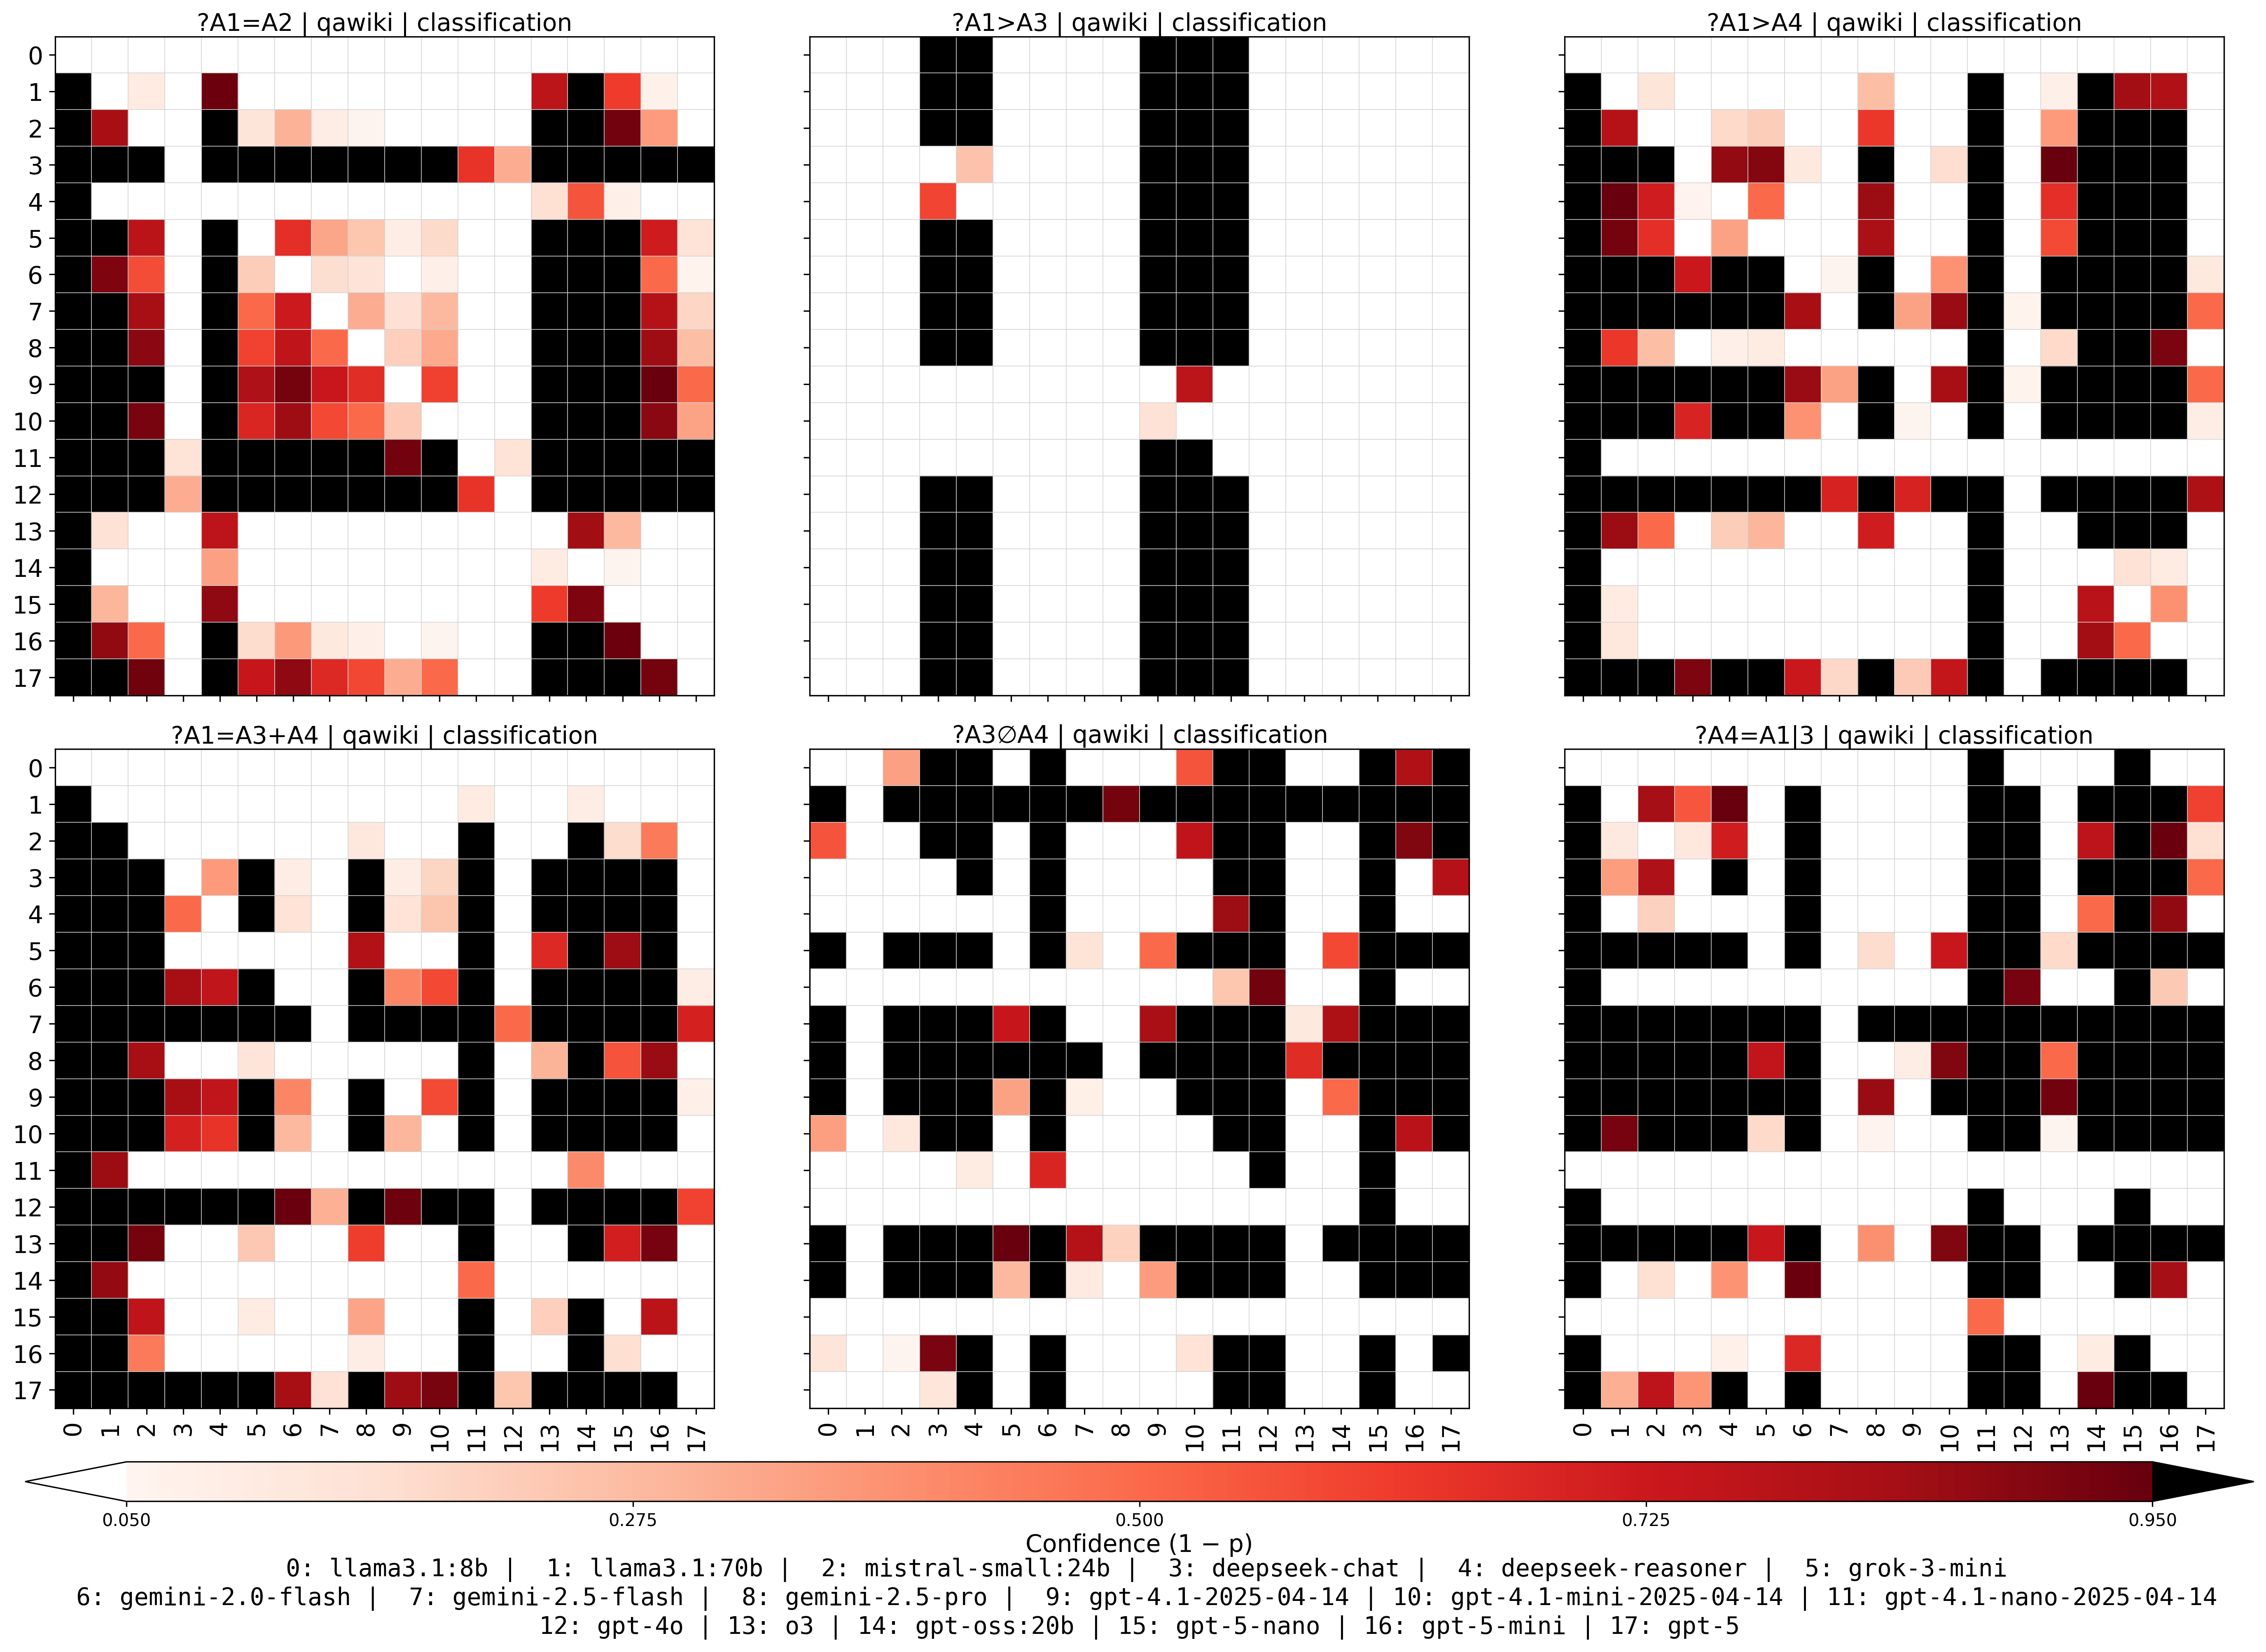 ?A1=A2 | qawiki | classification
?A1>A3 | qawiki | classification
?A1>A4 | qawiki | classification
0
1
2
3
4
5
6
7
8
9
10
11
12
13
14
15
16
17
?A1=A3+A4 | qawiki | classification
?A3∅A4 | qawiki | classification
?A4=A1|3 | qawiki | classification
0
1
2
3
4
5
6
7
8
9
10
11
12
13
14
15
16
17
0 1 2 3 4 5 6 7 8 9 10 11 12 13 14 15 16 17
0 1 2 3 4 5 6 7 8 9 10 11 12 13 14 15 16 17
0 1 2 3 4 5 6 7 8 9 10 11 12 13 14 15 16 17
0.050 0.275 0.500 0.725 0.950
Confidence (1 − p)
0: llama3.1:8b | 1: llama3.1:70b | 2: mistral-small:24b | 3: deepseek-chat | 4: deepseek-reasoner | 5: grok-3-mini
6: gemini-2.0-flash | 7: gemini-2.5-flash | 8: gemini-2.5-pro | 9: gpt-4.1-2025-04-14 | 10: gpt-4.1-mini-2025-04-14 | 11: gpt-4.1-nano-2025-04-14
12: gpt-4o | 13: o3 | 14: gpt-oss:20b | 15: gpt-5-nano | 16: gpt-5-mini | 17: gpt-5